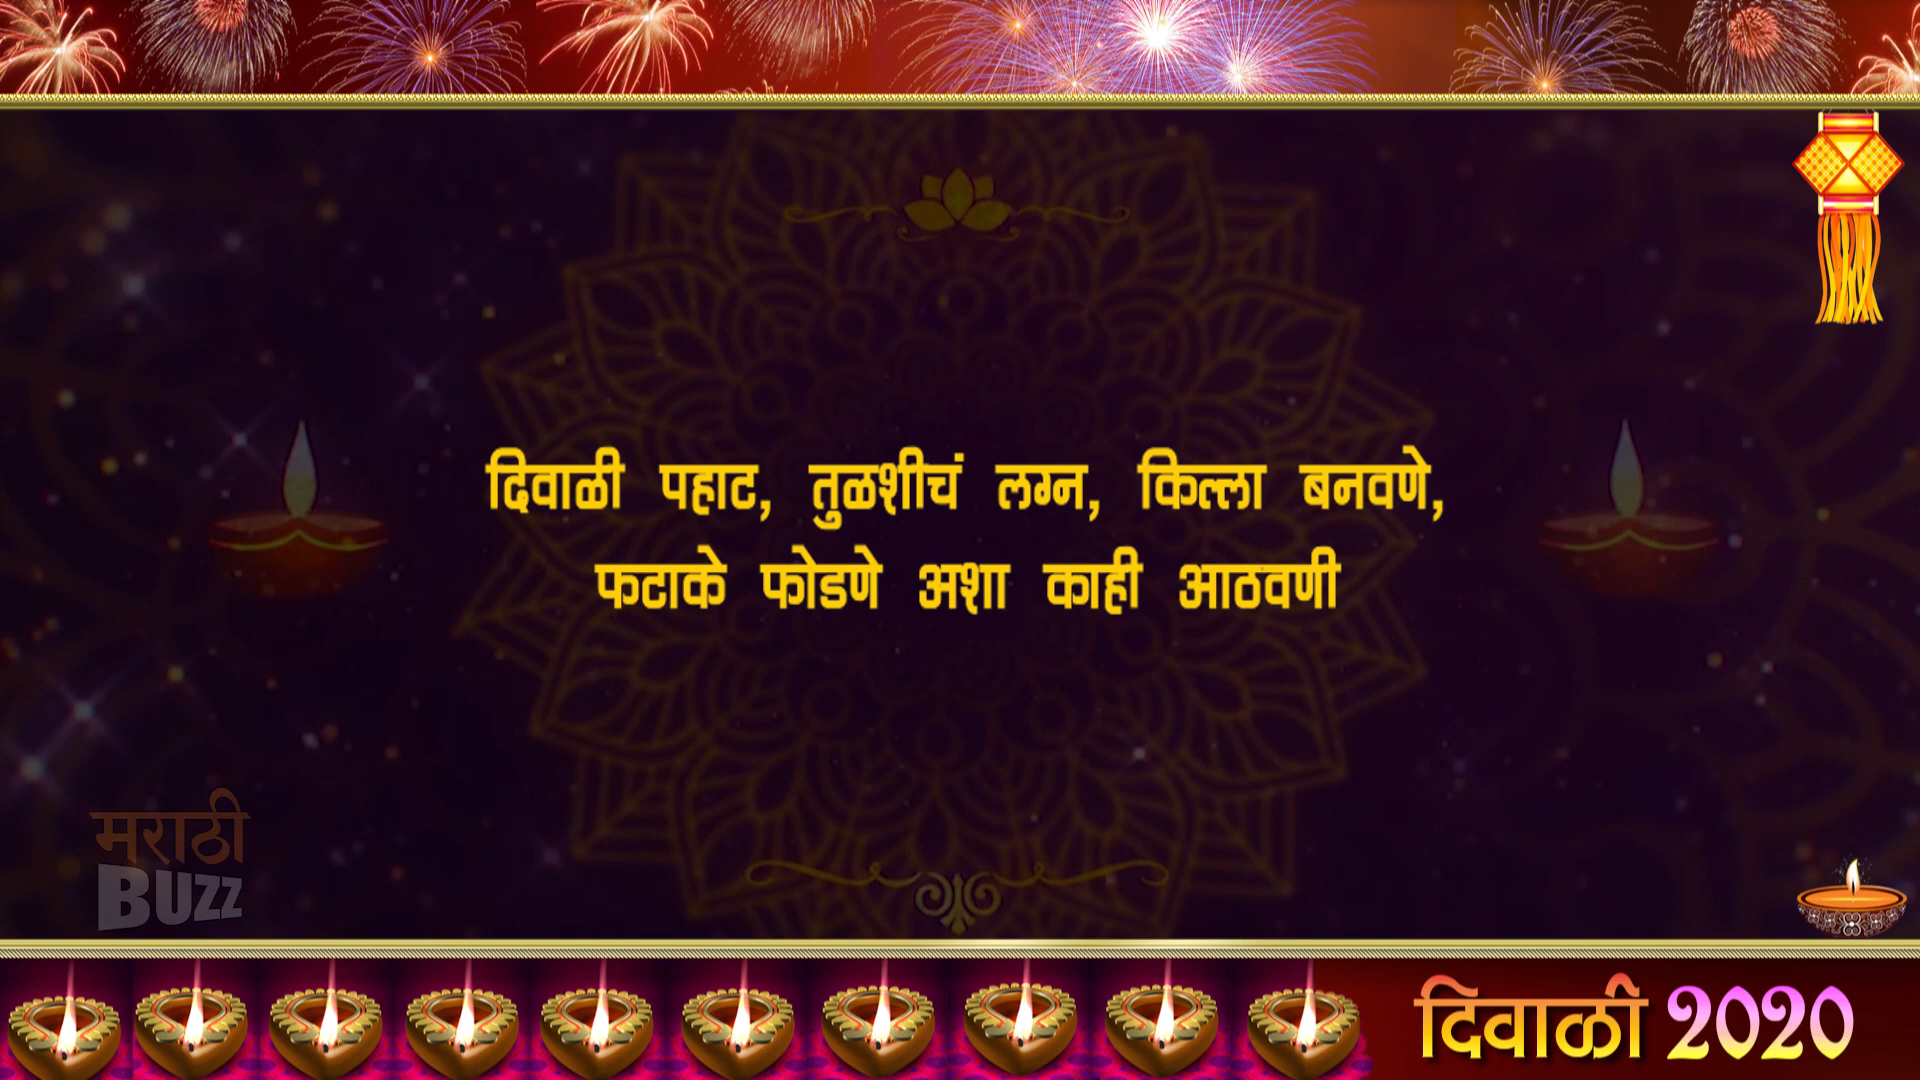 दिवाळी पहाट, तुळशीचं लग्न, किल्ला बनवणे,
फटाके फोडणे अशा काही आठवणी
मराठी
BUZZ
दिवाळी 2020